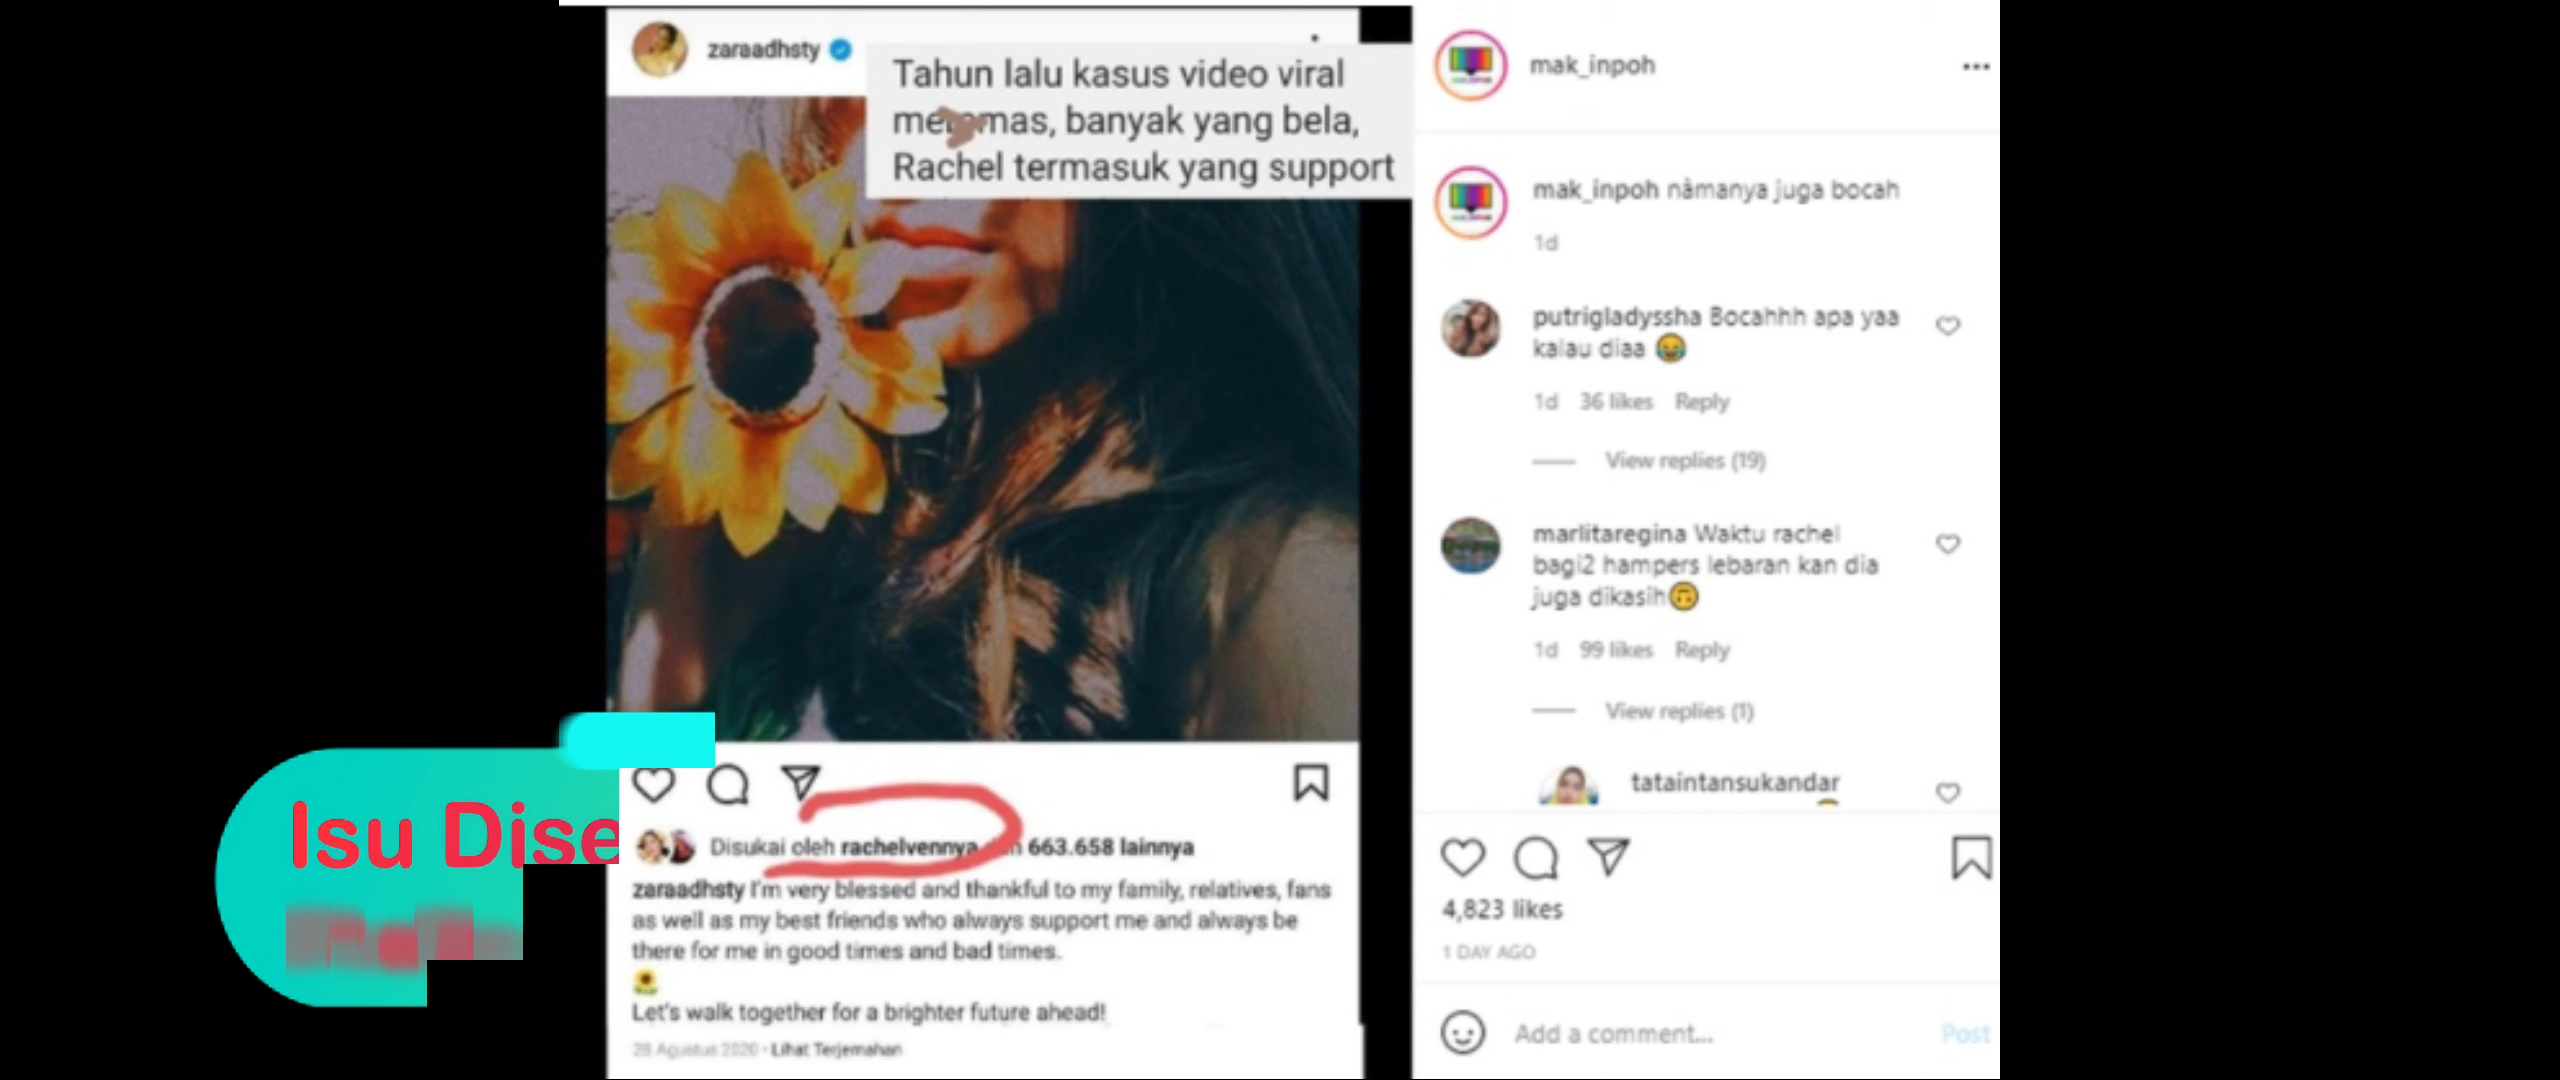 zaraadhsty
Tahun lalu kasus video viral
banyak yang bela,
Rachel termasuk yang support
Disukai oleh rachelvennya 663.658 lainnya
zaraadhsty I'm very blessed and thankful to my family, relatives, fans
as well as my best friends who always support me and always be
there for me in good times and bad times.
Let's walk together for a brighter future ahead!
28 Agustus 2020 • Lihat Terjemahan
Isu Dise
mak_inpoh
mak_inpoh nàmanya juga bocah
1d
putrigladyssha Bocahhh apa yaa
kalau diaa 😂
1d 36 likes Reply
View replies (19)
marlitaregina Waktu rachel
bagi2 hampers lebaran kan dia
juga dikasih🙃
1d 99 likes Reply
View replies (1)
tataintansukandar
4,823 likes
1 DAY AGO
Add a comment... Post